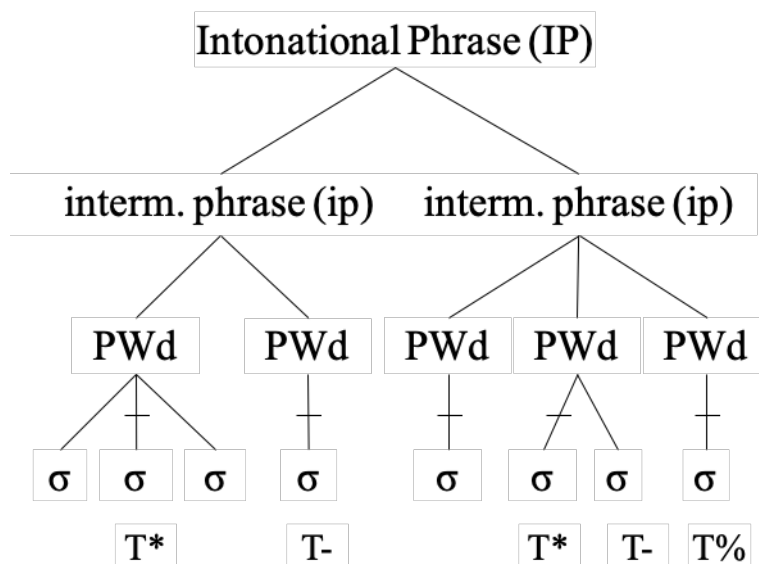 Intonational Phrase (IP)
interm. phrase (ip) interm. phrase (ip)
PWd PWd PWd PWd PWd
σ σ σ σ σ σ σ σ
T* T- T* T- T%